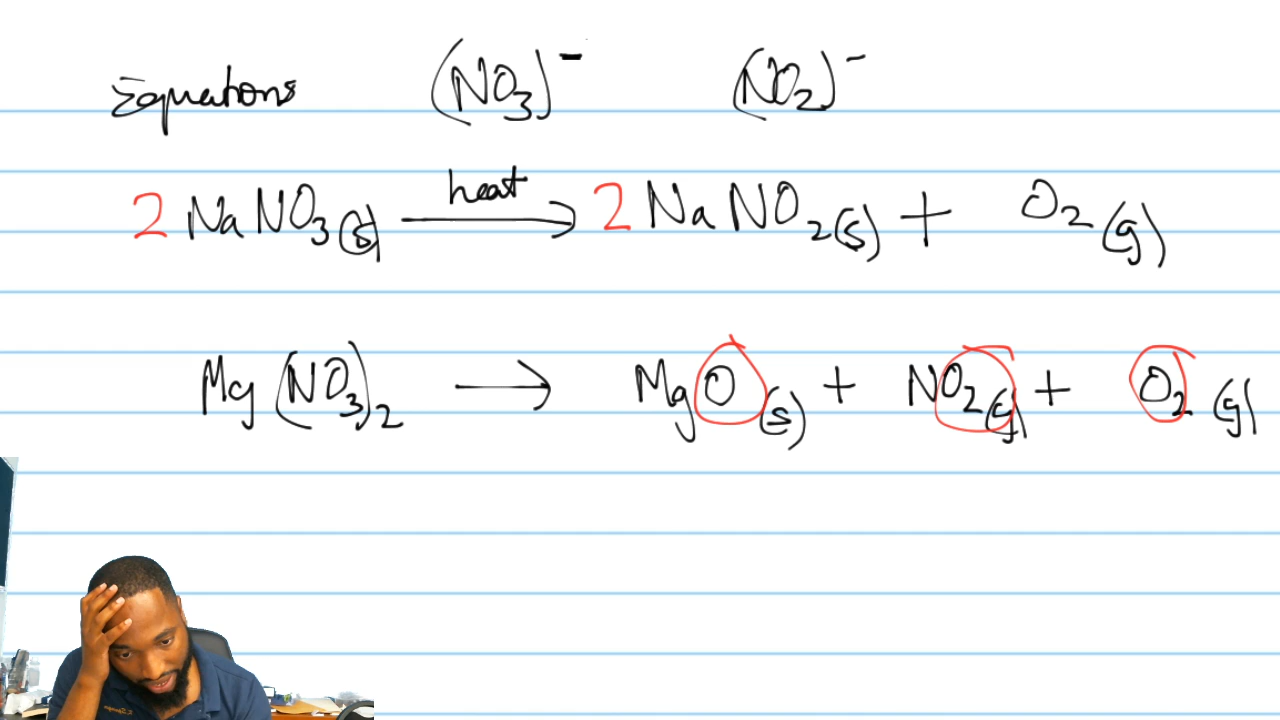 Equations (NO₃)⁻ (NO₂)⁻
heat
2 NaNO₃(s) → 2 NaNO₂(s) + O₂(g)
Mg(NO₃)₂ → MgO(s) + NO₂(g) + O₂(g)